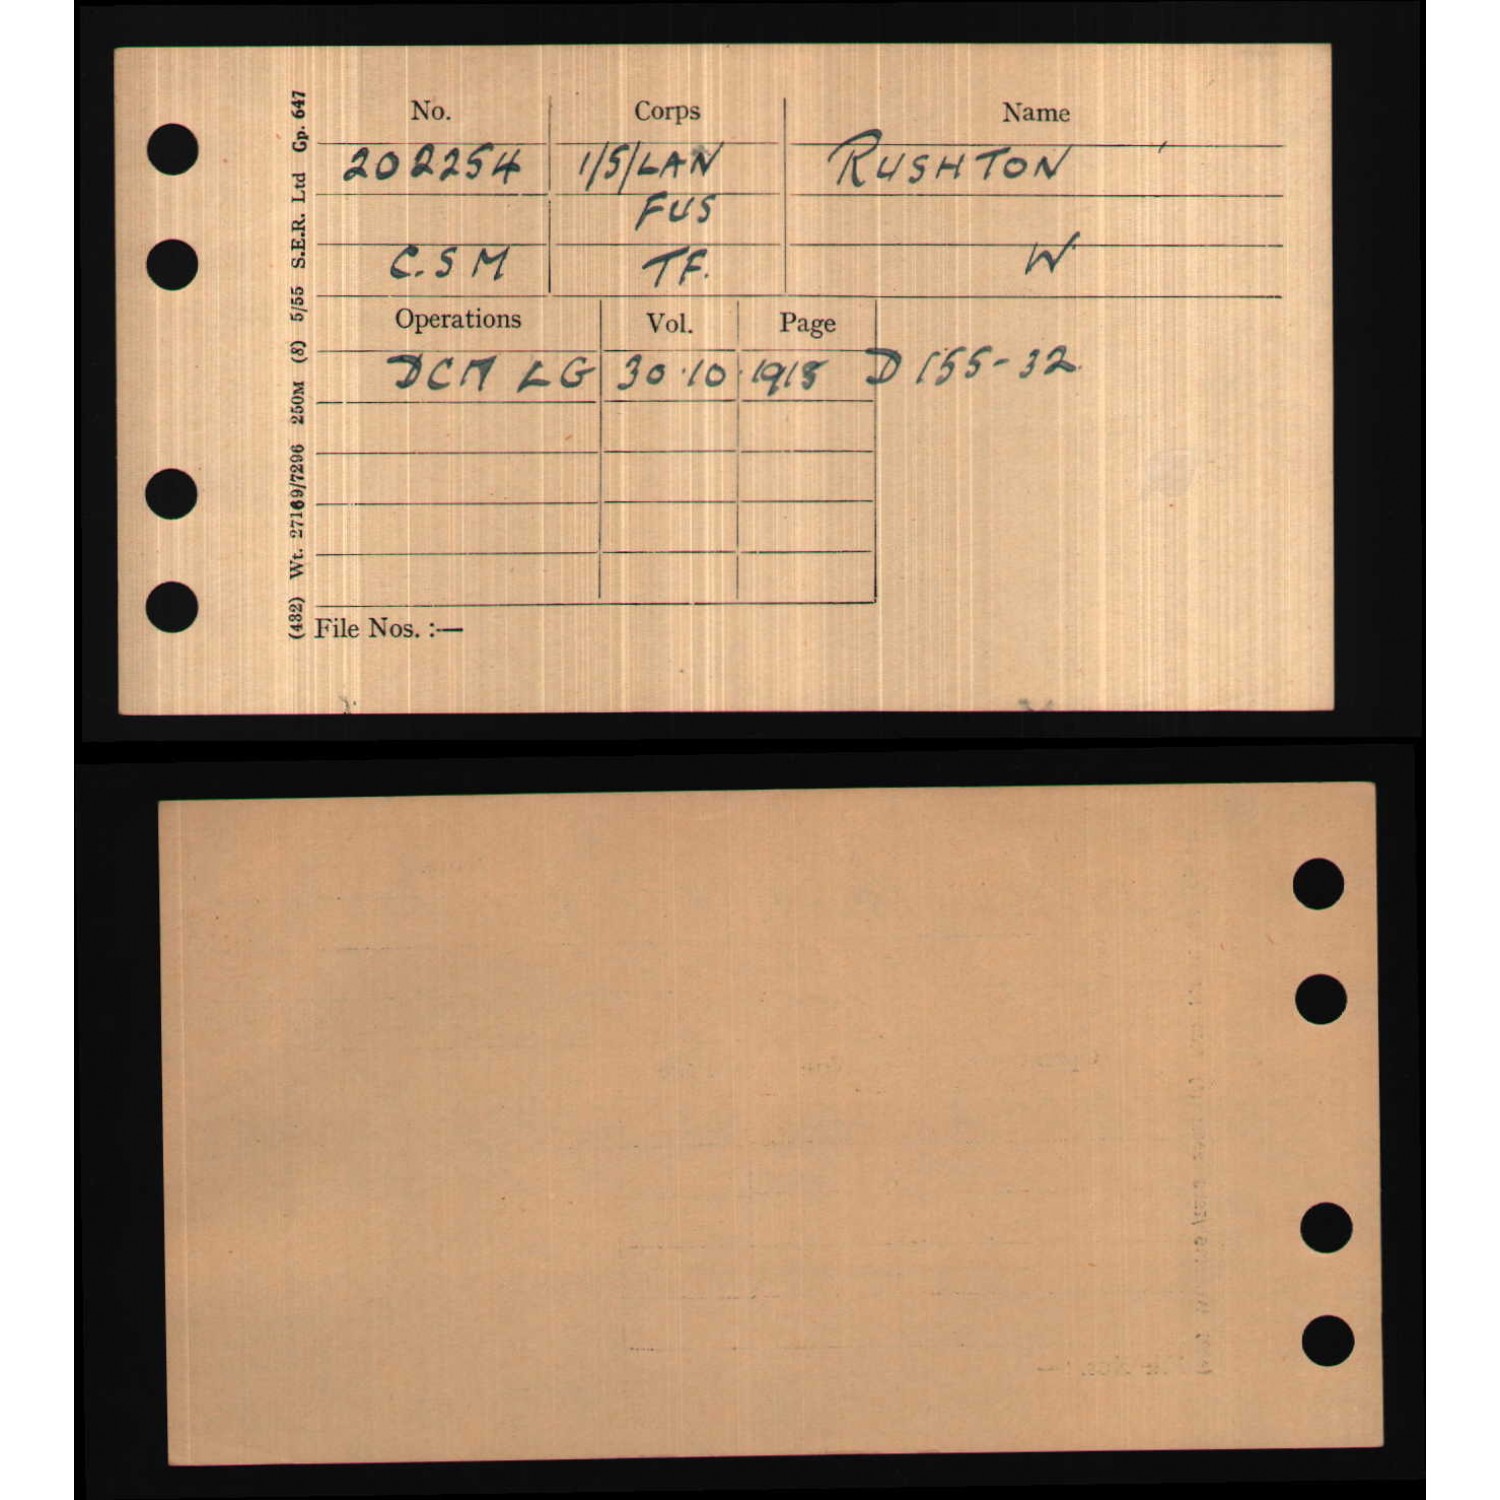 No. Corps Name
202254 1/5/LAN RUSHTON
FUS
C.S M TF. W
Operations Vol. Page
DCM LG 30.10.1918 D 155-32
File Nos. :—
(482) Wt. 27169/7296 250M (8) 5/55 S.E.R. Ltd Gp. 647